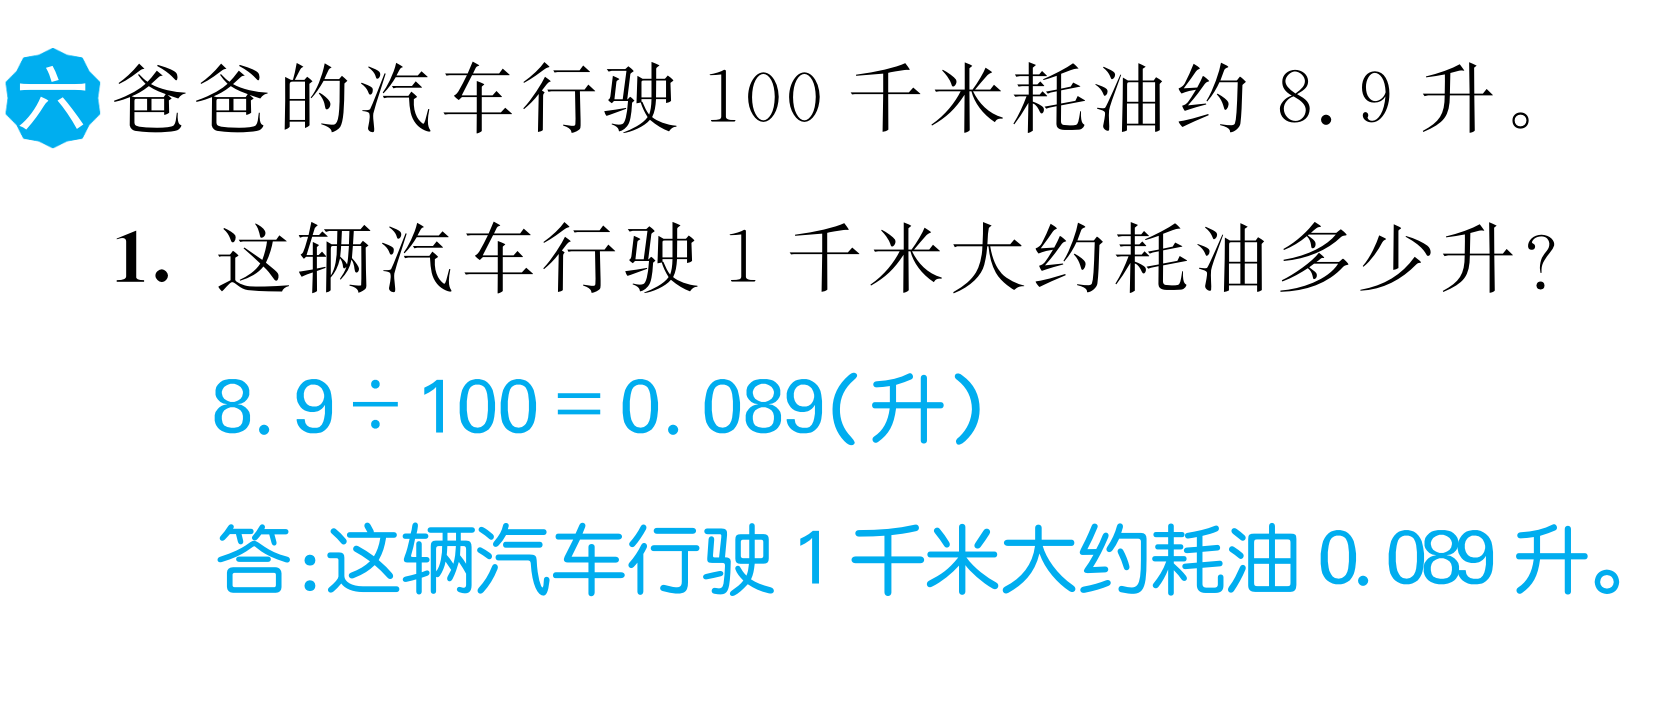 六 爸爸的汽车行驶 100 千米耗油约 8.9 升。
1. 这辆汽车行驶 1 千米大约耗油多少升?
8.9÷100=0.089(升)
答:这辆汽车行驶 1 千米大约耗油 0.089 升。